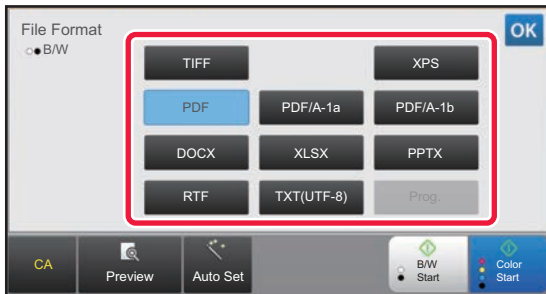 File Format
B/W
OK
TIFF XPS
PDF PDF/A-1a PDF/A-1b
DOCX XLSX PPTX
RTF TXT(UTF-8) Prog.
CA
Preview
Auto Set
B/W
Start
Color
Start